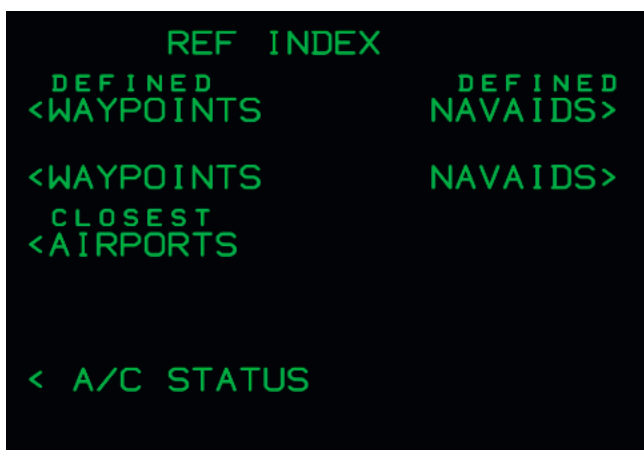 REF INDEX
DEFINED DEFINED
<WAYPOINTS NAVAIDS>
<WAYPOINTS NAVAIDS>
CLOSEST
<AIRPORTS
< A/C STATUS